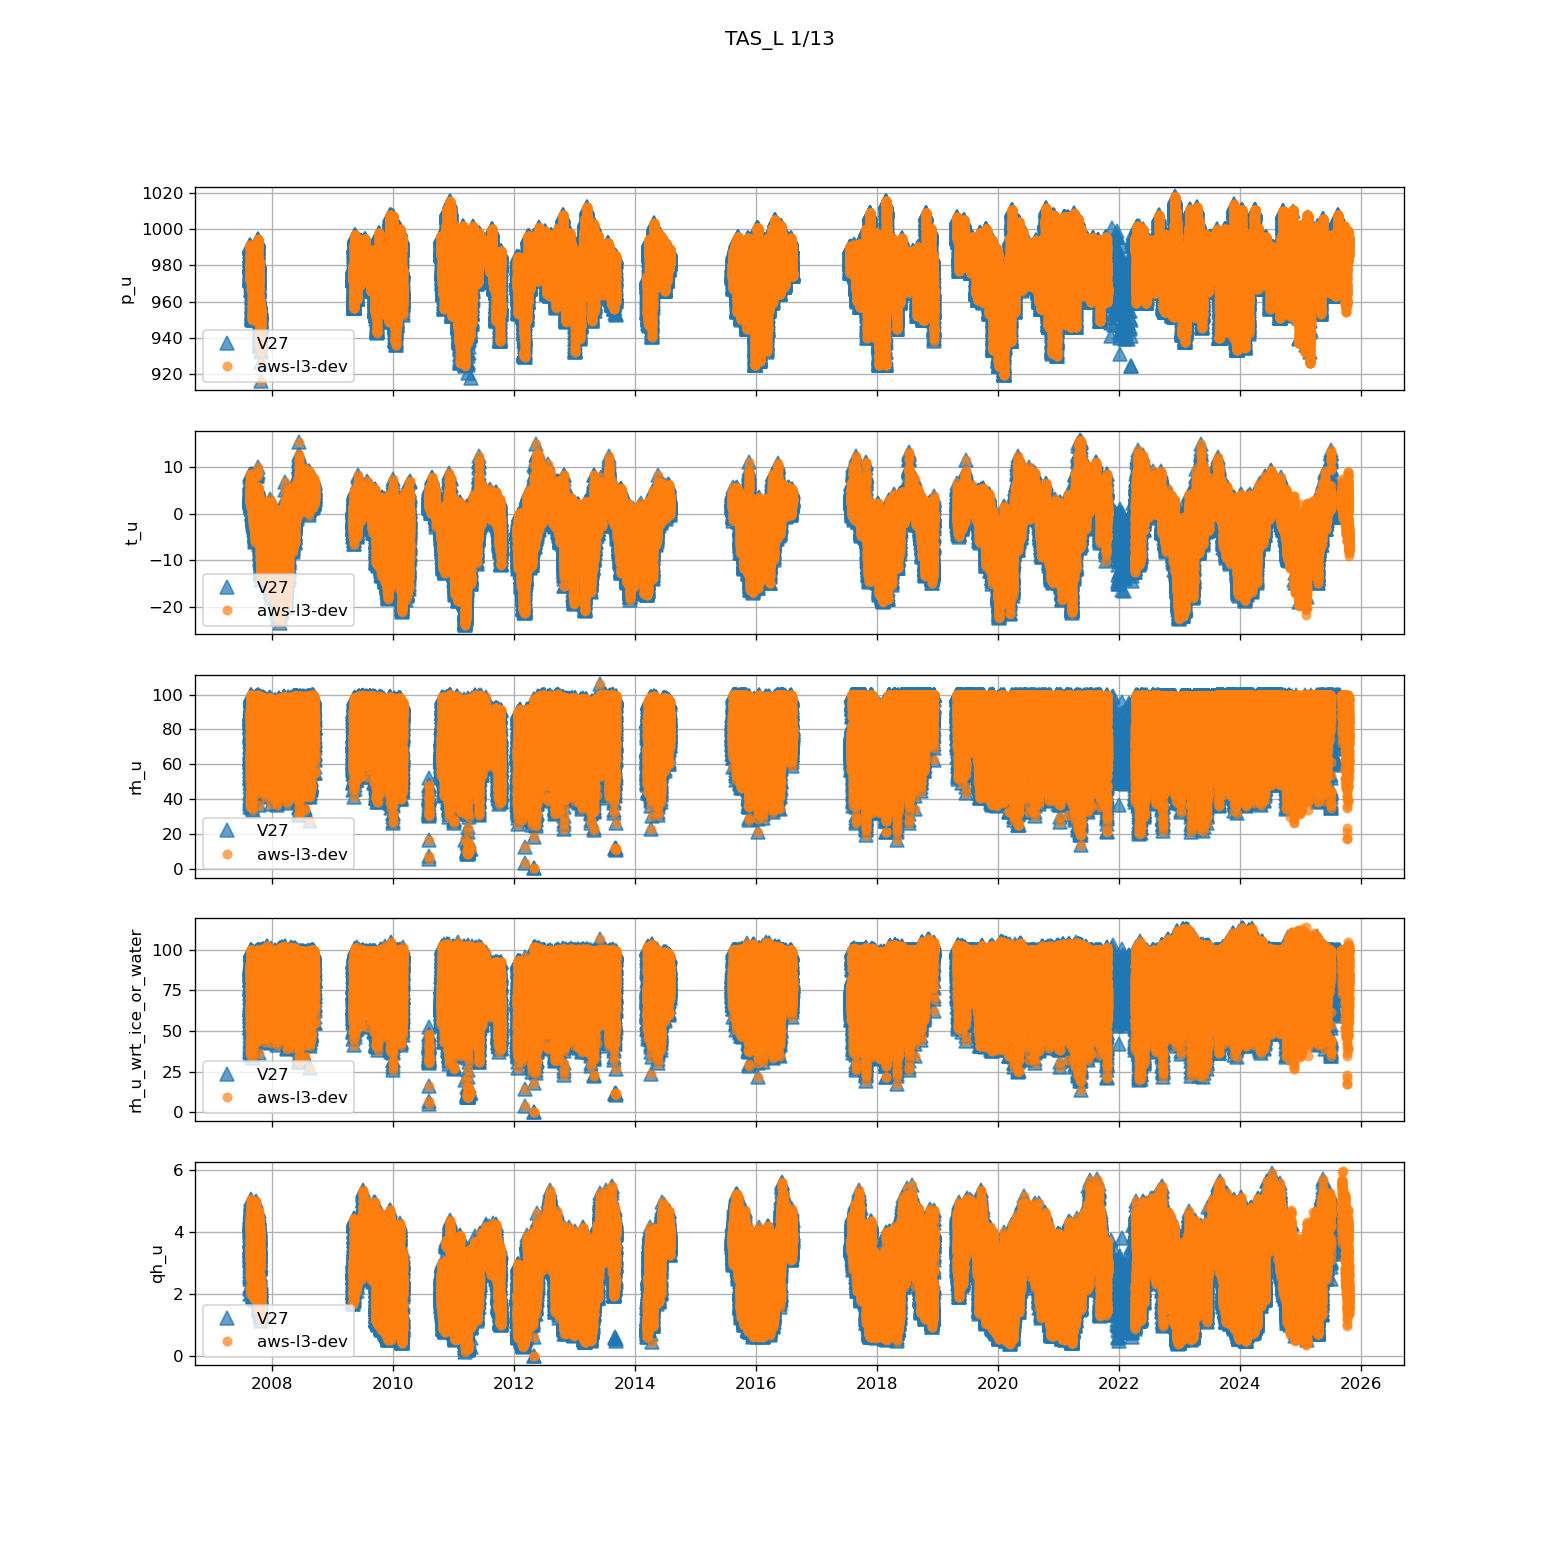 TAS_L 1/13
1020
1000
980
960
940
920
p_u
V27
aws-l3-dev
10
0
−10
−20
t_u
V27
aws-l3-dev
100
80
60
40
20
0
rh_u
V27
aws-l3-dev
100
75
50
25
0
rh_u_wrt_ice_or_water
V27
aws-l3-dev
6
4
2
0
qh_u
V27
aws-l3-dev
2008 2010 2012 2014 2016 2018 2020 2022 2024 2026